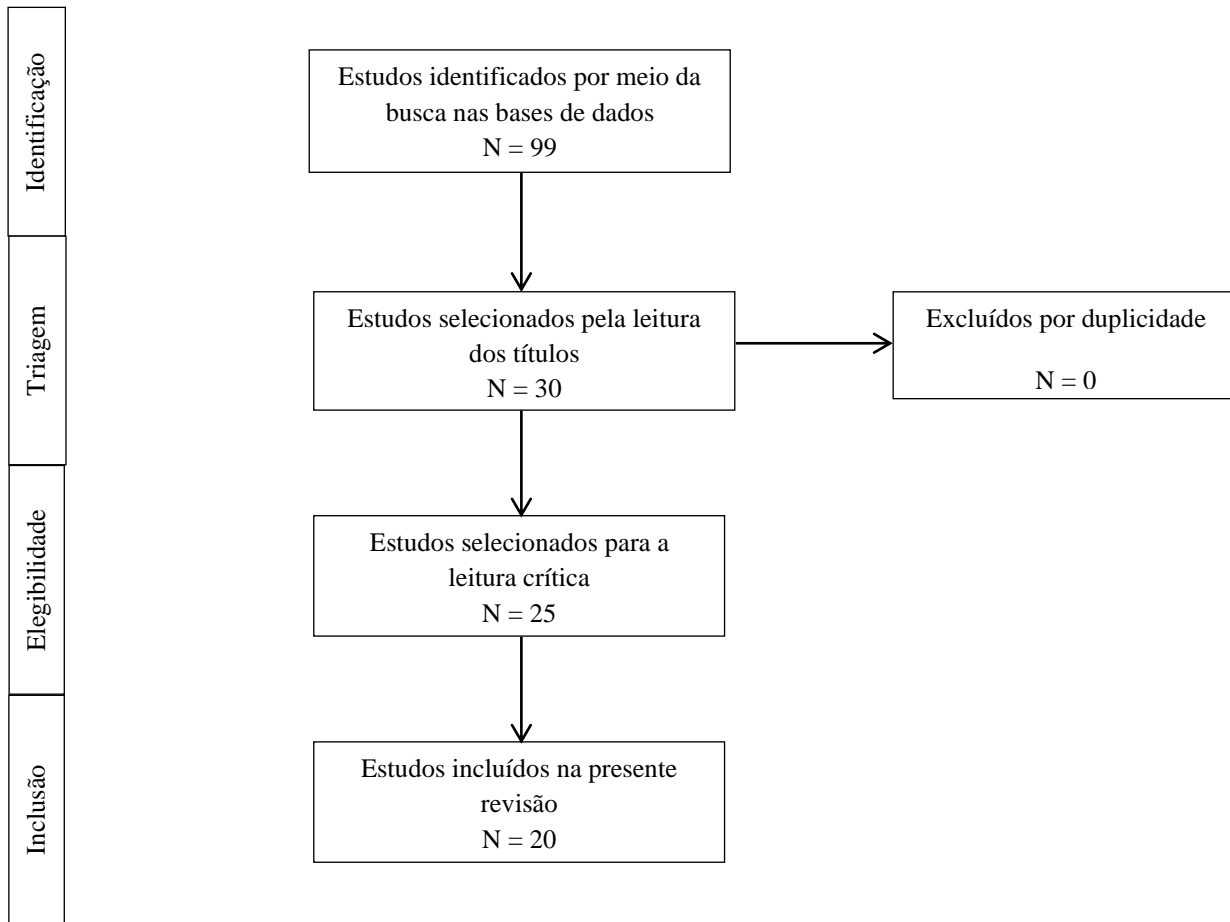 Identificação
Estudos identificados por meio da
busca nas bases de dados
N = 99
Triagem
Estudos selecionados pela leitura
dos títulos
N = 30
Excluídos por duplicidade
N = 0
Elegibilidade
Estudos selecionados para a
leitura crítica
N = 25
Inclusão
Estudos incluídos na presente
revisão
N = 20